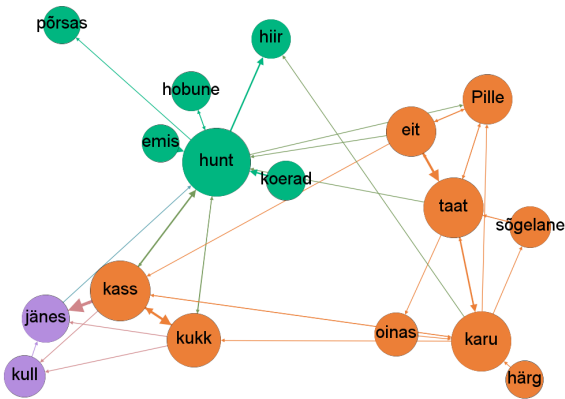 põrsas
hiir
hobune
Pille
eit
emis
hunt
koerad
taat
sõgelane
kass
jänes
kukk
oinas
karu
kull
härg